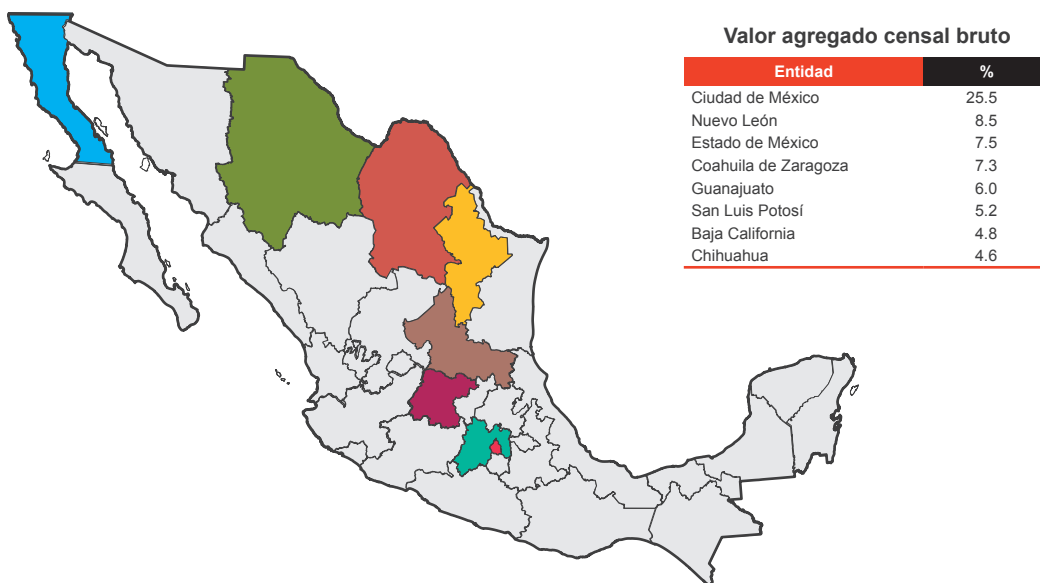 Valor agregado censal bruto
Entidad %
Ciudad de México 25.5
Nuevo León 8.5
Estado de México 7.5
Coahuila de Zaragoza 7.3
Guanajuato 6.0
San Luis Potosí 5.2
Baja California 4.8
Chihuahua 4.6